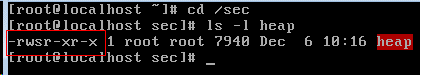 [root@localhost ~]# cd /sec
[root@localhost sec]# ls -l heap
-rwsr-xr-x 1 root root 7940 Dec  6 10:16 heap
[root@localhost sec]# _